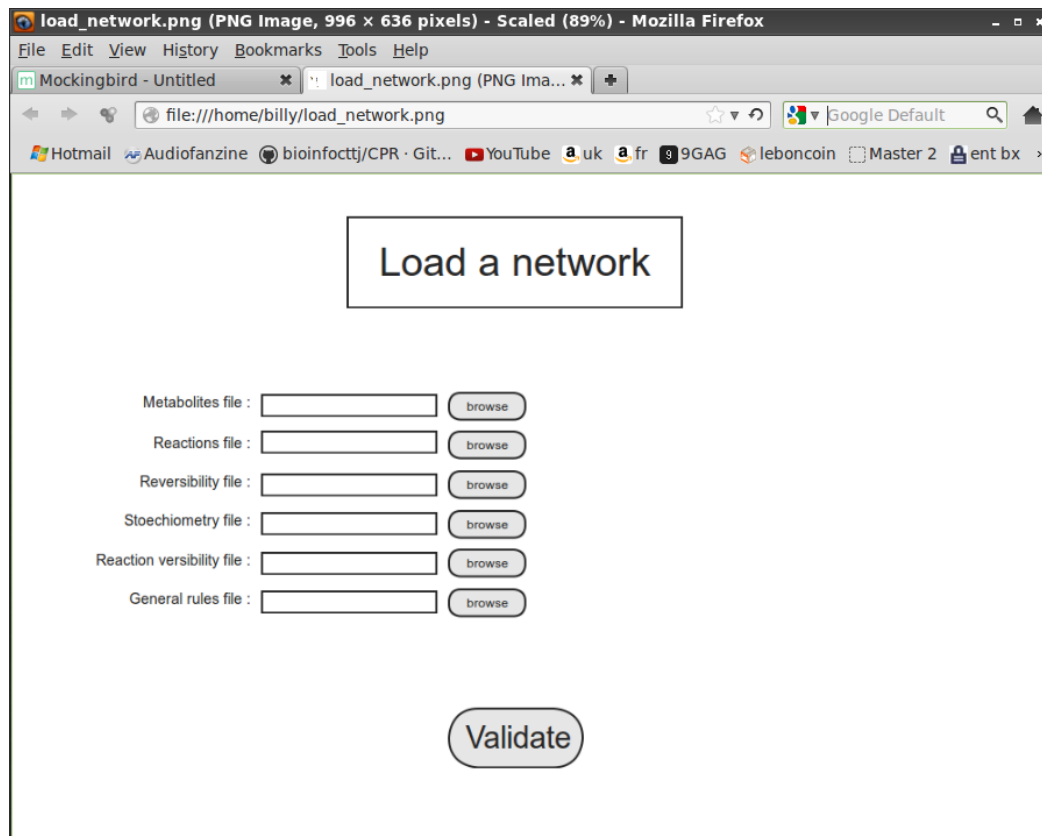 load_network.png (PNG Image, 996 × 636 pixels) - Scaled (89%) - Mozilla Firefox
File Edit View History Bookmarks Tools Help
Mockingbird - Untitled load_network.png (PNG Ima...
file:///home/billy/load_network.png Google Default
Hotmail Audiofanzine bioinfocttj/CPR · Git... YouTube a uk a fr 9 9GAG leboncoin Master 2 ent bx
Load a network
Metabolites file : browse
Reactions file : browse
Reversibility file : browse
Stoechiometry file : browse
Reaction versibility file : browse
General rules file : browse
Validate